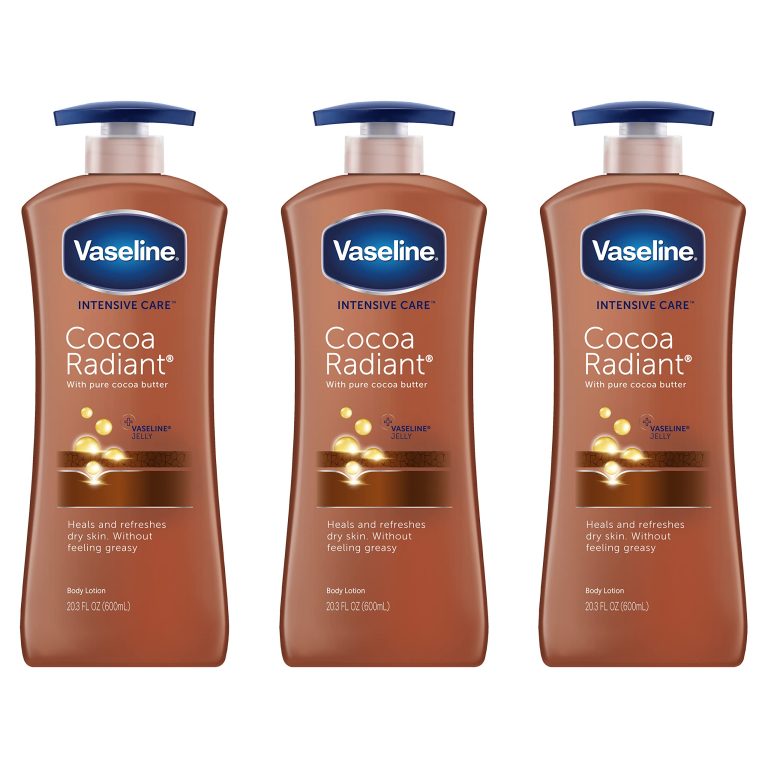 Vaseline®
INTENSIVE CARE™
Cocoa
Radiant®
With pure cocoa butter
VASELINE®
JELLY
Heals and refreshes
dry skin. Without
feeling greasy
Body Lotion
20.3 FL OZ (600mL)
Vaseline®
INTENSIVE CARE™
Cocoa
Radiant®
With pure cocoa butter
VASELINE®
JELLY
Heals and refreshes
dry skin. Without
feeling greasy
Body Lotion
20.3 FL OZ (600mL)
Vaseline®
INTENSIVE CARE™
Cocoa
Radiant®
With pure cocoa butter
VASELINE®
JELLY
Heals and refreshes
dry skin. Without
feeling greasy
Body Lotion
20.3 FL OZ (600mL)